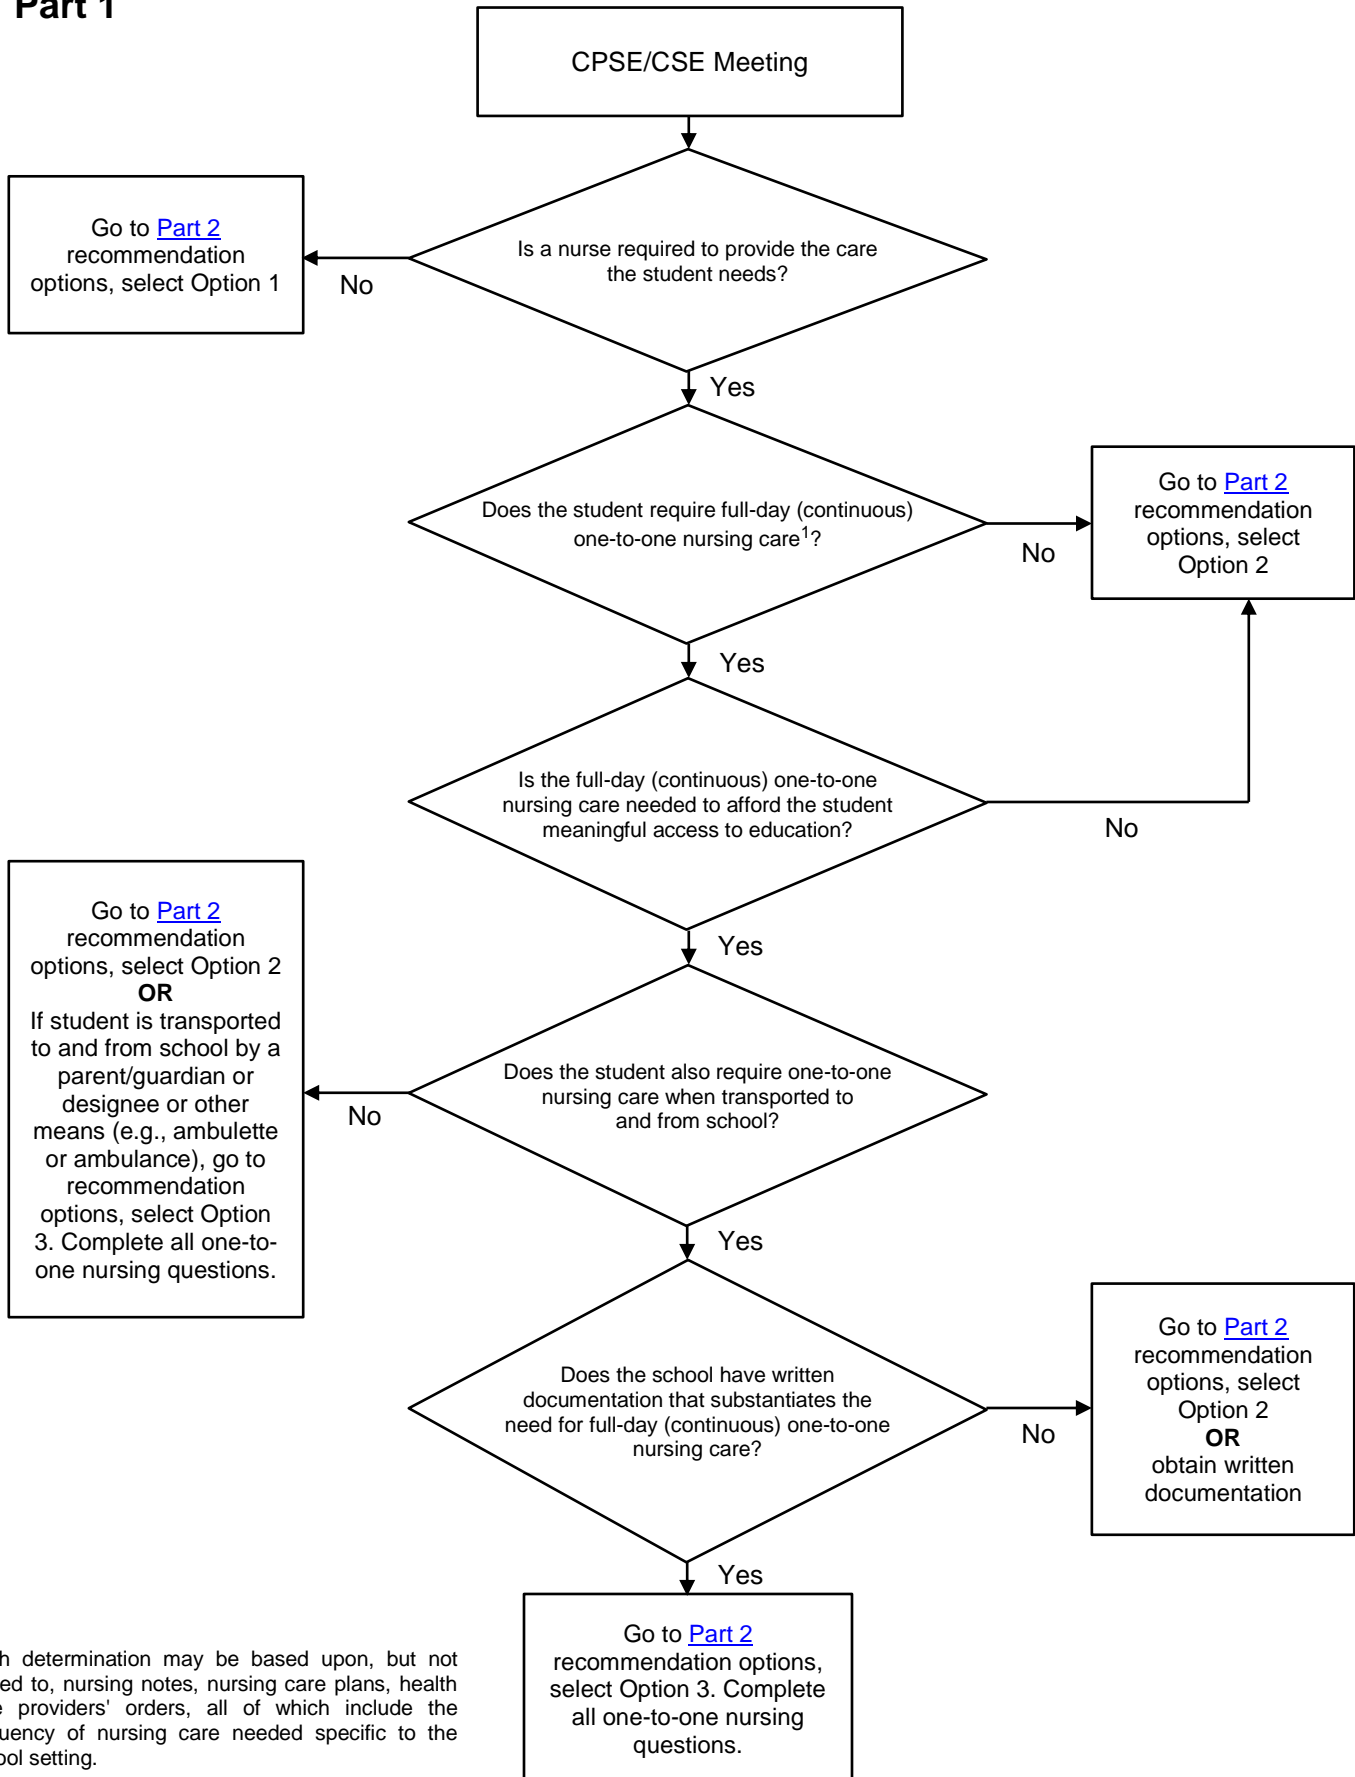 Part 1
CPSE/CSE Meeting
Go to Part 2
recommendation
options, select Option 1
No
Is a nurse required to provide the care
the student needs?
Yes
Does the student require full-day (continuous)
one-to-one nursing care1?
No
Go to Part 2
recommendation
options, select
Option 2
Yes
Is the full-day (continuous) one-to-one
nursing care needed to afford the student
meaningful access to education?
No
Yes
Go to Part 2
recommendation
options, select Option 2
OR
If student is transported
to and from school by a
parent/guardian or
designee or other
means (e.g., ambulette
or ambulance), go to
recommendation
options, select Option
3. Complete all one-to-
one nursing questions.
No
Does the student also require one-to-one
nursing care when transported to
and from school?
Yes
Does the school have written
documentation that substantiates the
need for full-day (continuous) one-to-one
nursing care?
No
Go to Part 2
recommendation
options, select
Option 2
OR
obtain written
documentation
Yes
Go to Part 2
recommendation options,
select Option 3. Complete
all one-to-one nursing
questions.
determination may be based upon, but not
to, nursing notes, nursing care plans, health
providers' orders, all of which include the
of nursing care needed specific to the
setting.